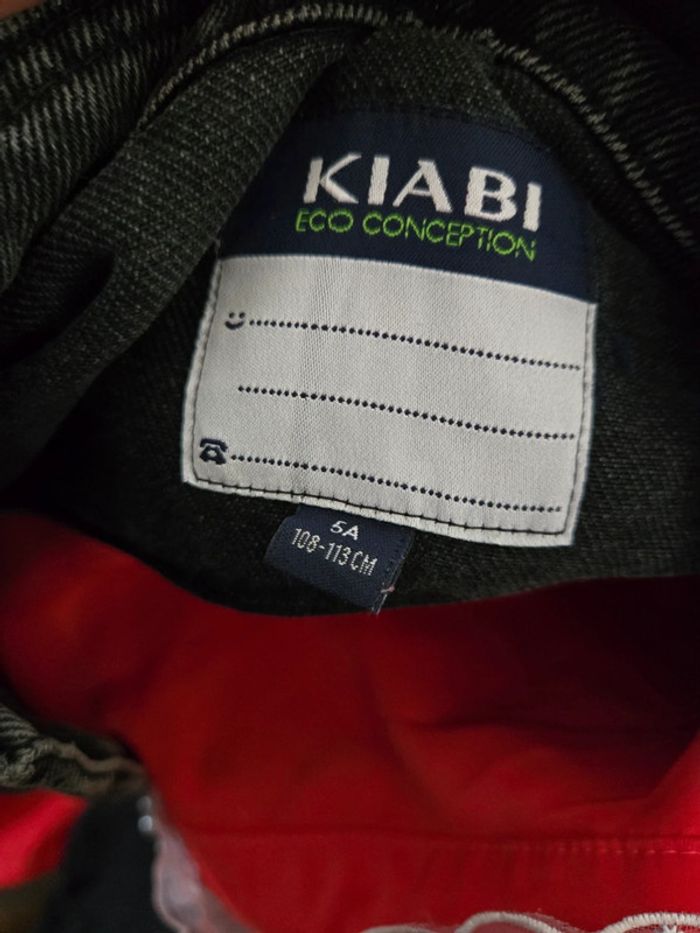 KIABI
ECO CONCEPTION
5A
108-113CM